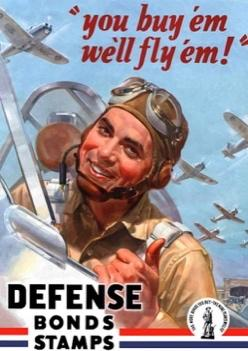 "you buy 'em
we'll fly 'em!"
DEFENSE
BONDS
STAMPS